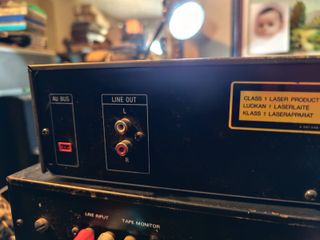 AU BUS
LINE OUT
L
R
CLASS 1 LASER PRODUCT
LUOKAN 1 LASERLAITE
KLASS 1 LASERAPPARAT
LINE INPUT
TAPE MONITOR